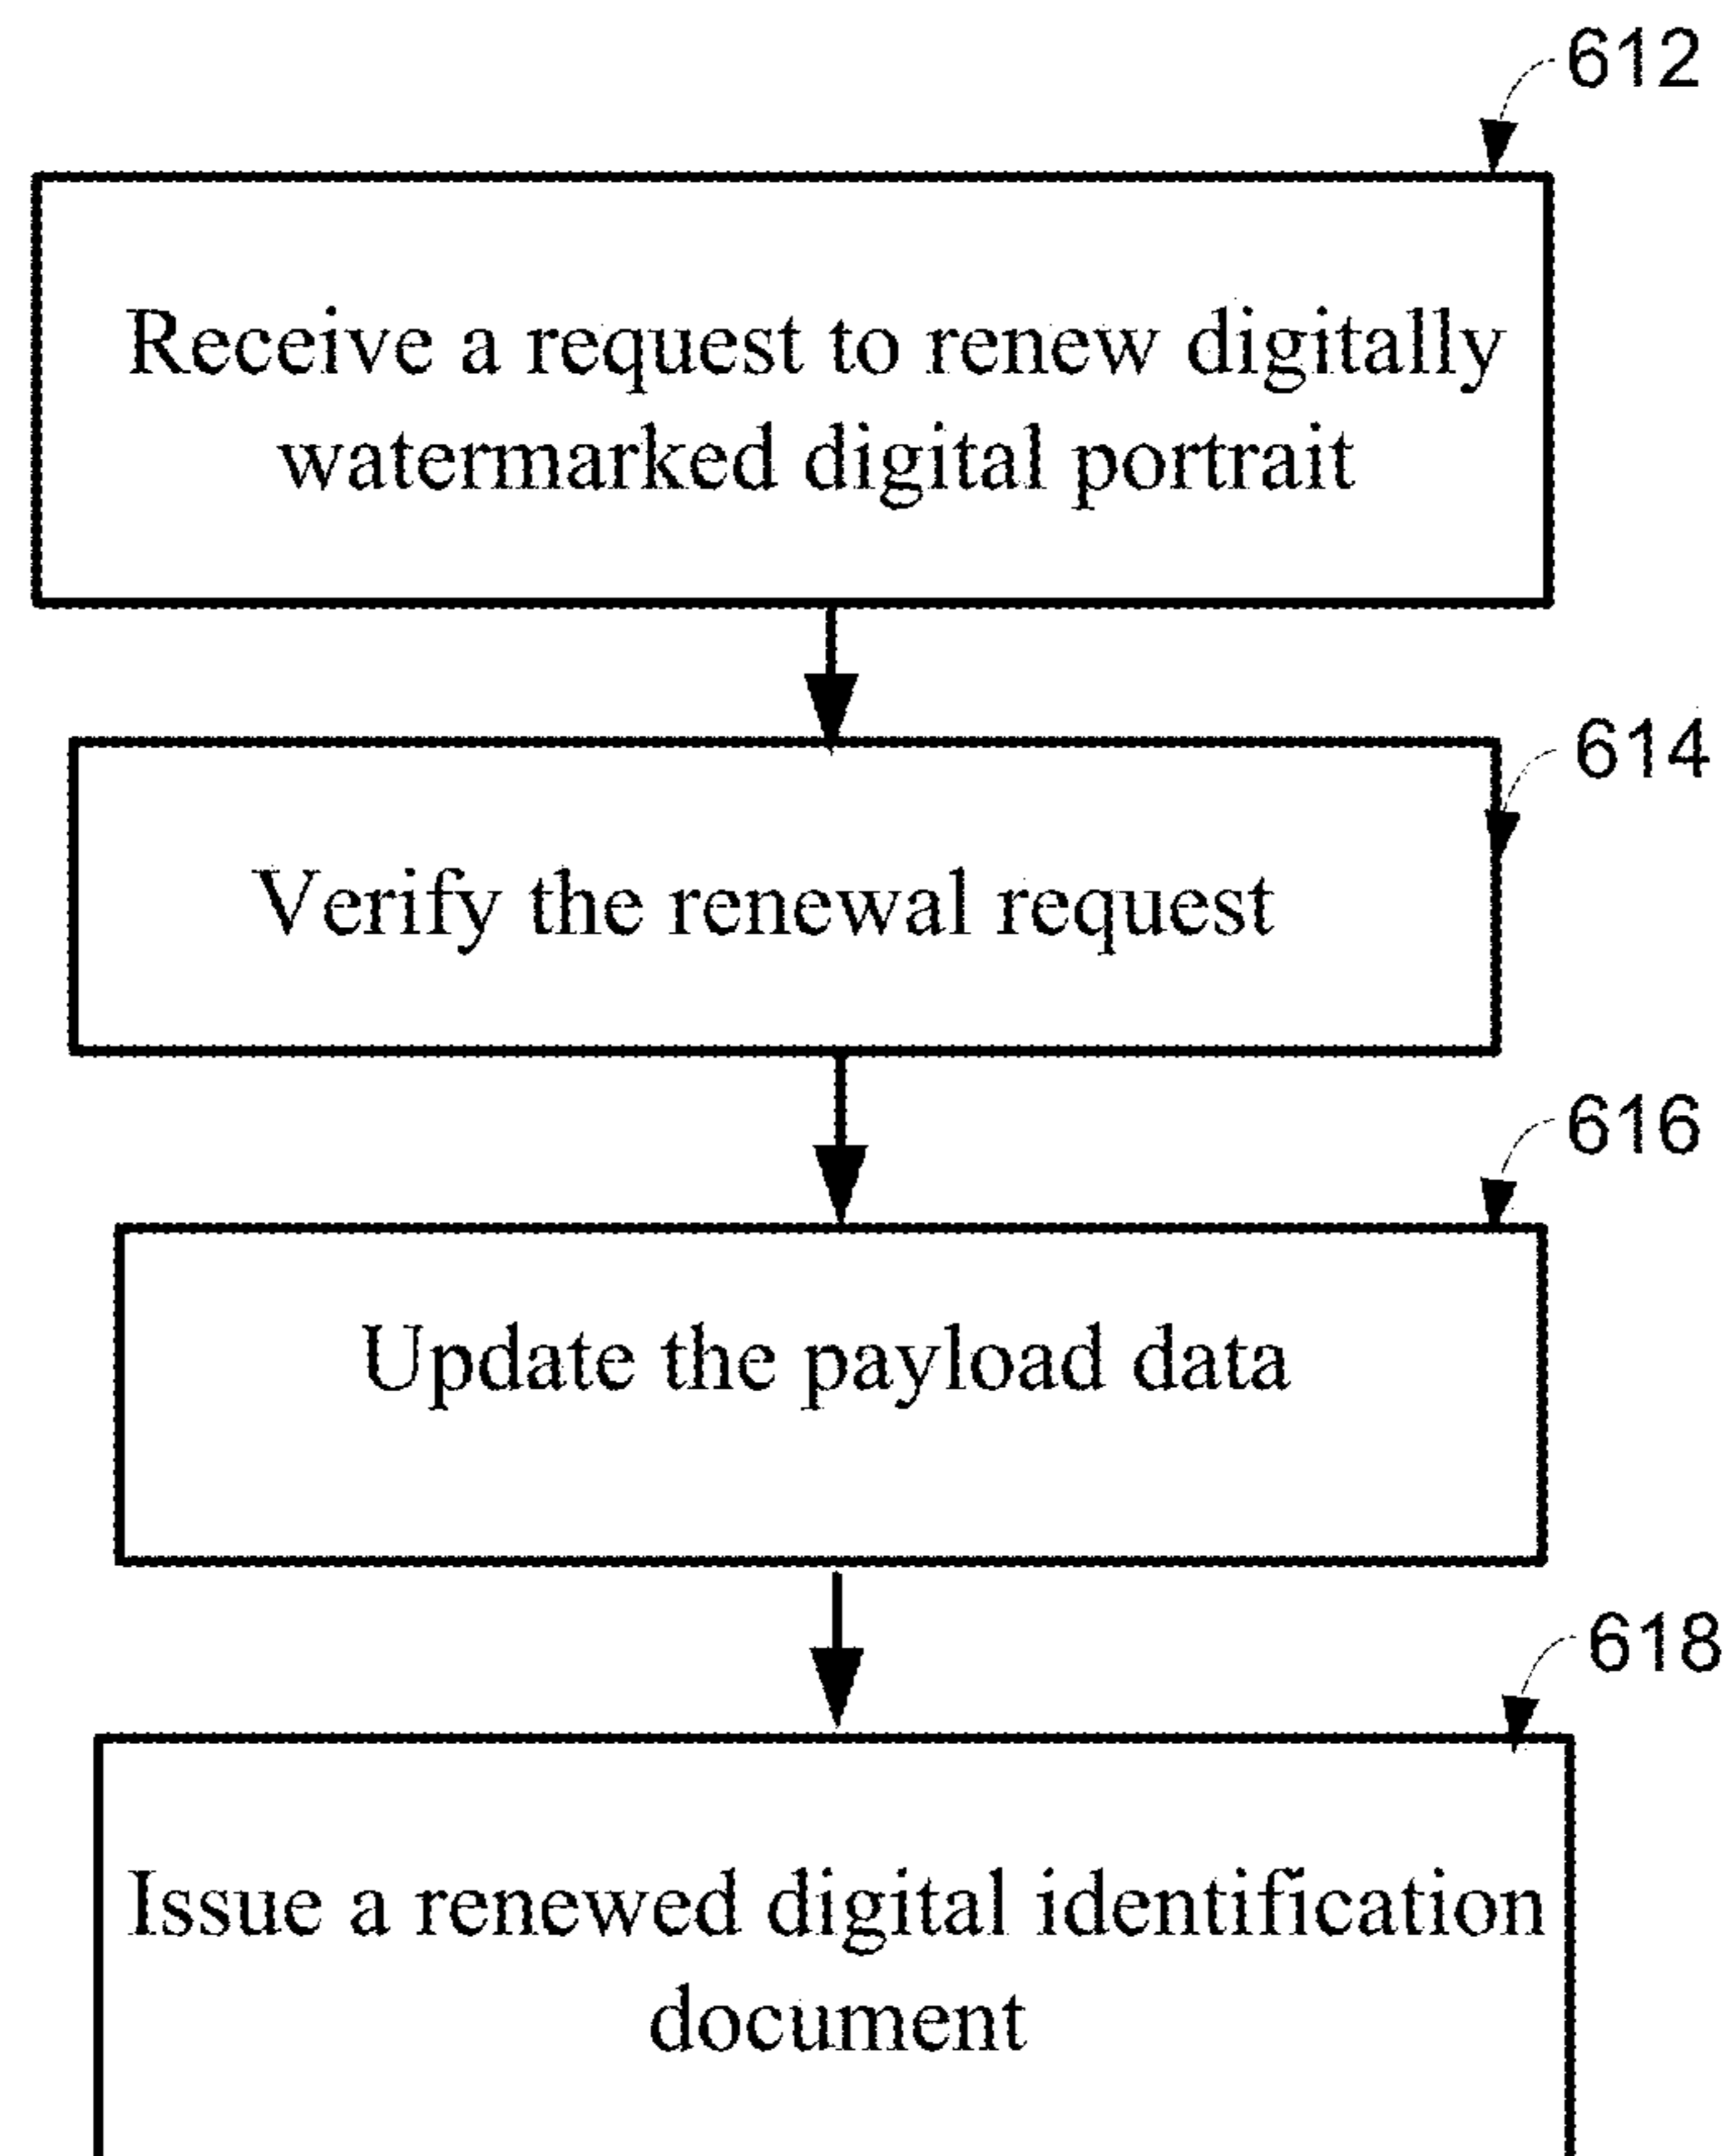 612
Receive a request to renew digitally
watermarked digital portrait
614
Verify the renewal request
616
Update the payload data
618
Issue a renewed digital identification
document